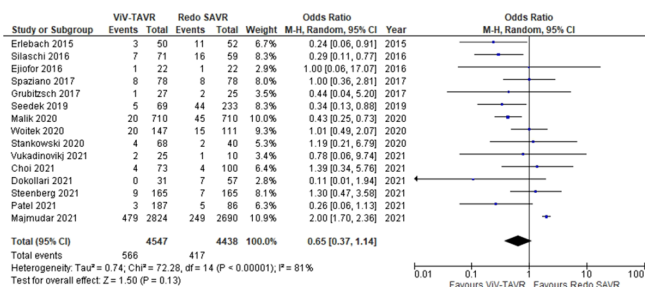 ViV-TAVR Redo SAVR Odds Ratio Odds Ratio
Study or Subgroup Events Total Events Total Weight M-H, Random, 95% CI Year M-H, Random, 95% CI
Erlebach 2015 3 50 11 52 6.7% 0.24 [0.06, 0.91] 2015
Silaschi 2016 7 71 16 59 8.2% 0.29 [0.11, 0.77] 2016
Ejiofor 2016 1 22 1 22 3.0% 1.00 [0.06, 17.07] 2016
Spaziano 2017 8 78 8 78 8.0% 1.00 [0.36, 2.81] 2017
Grubitzsch 2017 1 27 2 25 3.7% 0.44 [0.04, 5.20] 2017
Seedek 2019 5 69 44 233 8.3% 0.34 [0.13, 0.88] 2019
Malik 2020 20 710 45 710 10.1% 0.43 [0.25, 0.73] 2020
Woitek 2020 20 147 15 111 9.4% 1.01 [0.49, 2.07] 2020
Stankowski 2020 4 68 2 40 5.4% 1.19 [0.21, 6.79] 2020
Vukadinovikj 2021 2 25 1 10 3.6% 0.78 [0.06, 9.74] 2021
Choi 2021 4 73 4 100 6.5% 1.39 [0.34, 5.76] 2021
Dokollari 2021 0 31 7 57 2.9% 0.11 [0.01, 1.94] 2021
Steenberg 2021 9 165 7 165 8.1% 1.30 [0.47, 3.58] 2021
Patel 2021 3 187 5 86 6.3% 0.26 [0.06, 1.13] 2021
Majmudar 2021 479 2824 249 2690 11.0% 2.00 [1.70, 2.36] 2021
Total (95% CI) 4547 4438 100.0% 0.65 [0.37, 1.14]
Total events 566 417
Heterogeneity: Tau² = 0.74; Chi² = 72.28, df = 14 (P < 0.00001); I² = 81%
Test for overall effect: Z = 1.50 (P = 0.13)
0.01 0.1 1 10 100
Favours ViV-TAVR Favours Redo SAVR